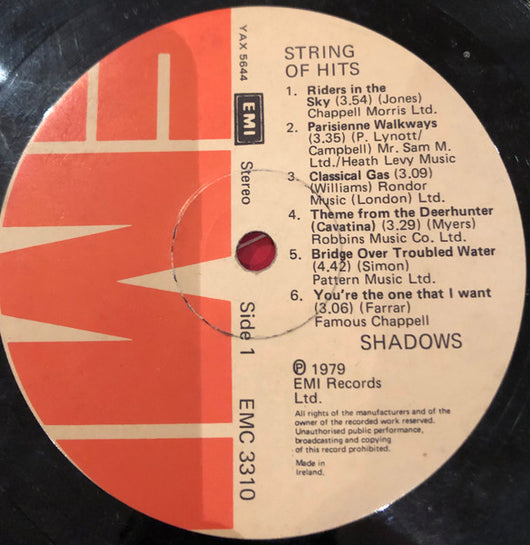 STRING
OF HITS
1. Riders in the
Sky (3.54) (Jones)
Chappell Morris Ltd.
2. Parisienne Walkways
(3.35) (P. Lynott/
Campbell) Mr. Sam M.
Ltd./Heath Levy Music
3. Classical Gas (3.09)
(Williams) Rondor
Music (London) Ltd.
4. Theme from the Deerhunter
(Cavatina) (3.29) (Myers)
Robbins Music Co. Ltd.
5. Bridge Over Troubled Water
(4.42) (Simon)
Pattern Music Ltd.
6. You're the one that I want
(3.06) (Farrar)
Famous Chappell
SHADOWS
Ⓟ 1979
EMI Records
Ltd.
All rights of the manufacturers and of the
owner of the recorded work reserved.
Unauthorised public performance,
broadcasting and copying
of this record prohibited.
Made in
Ireland.
YAX 5644
EMI
Stereo
Side 1
EMC 3310
EMI